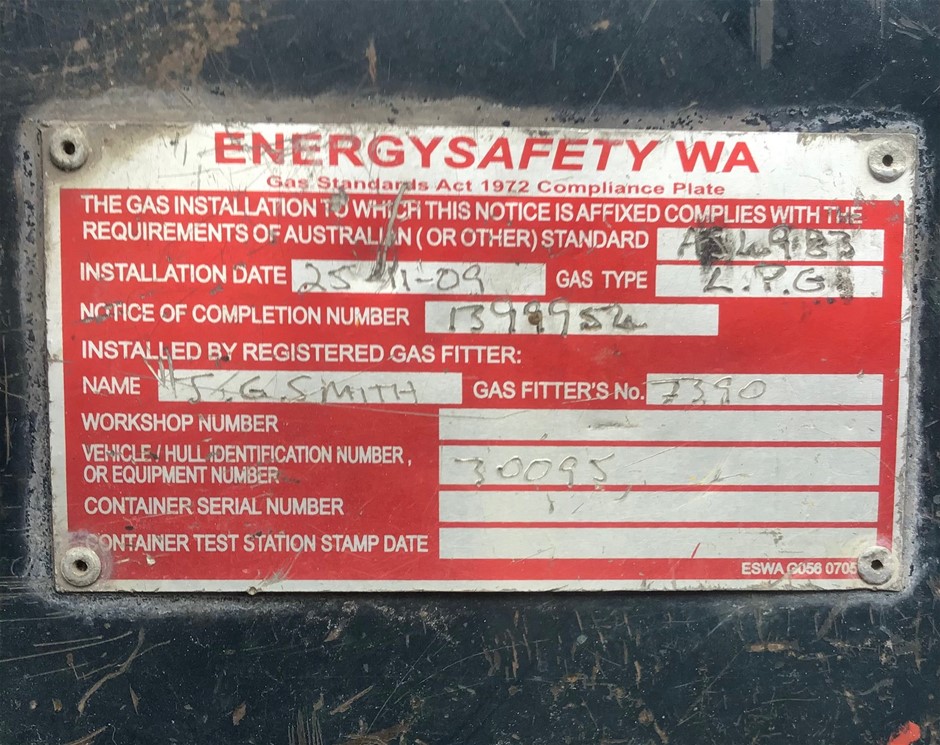 ENERGYSAFETY WA
Gas Standards Act 1972 Compliance Plate
THE GAS INSTALLATION TO WHICH THIS NOTICE IS AFFIXED COMPLIES WITH THE
REQUIREMENTS OF AUSTRALIAN ( OR OTHER ) STANDARD
INSTALLATION DATE 25-11-09 GAS TYPE L.P.G
NOTICE OF COMPLETION NUMBER 1399952
INSTALLED BY REGISTERED GAS FITTER:
NAME J.G.SMITH GAS FITTER'S No. 7390
WORKSHOP NUMBER
VEHICLE / HULL IDENTIFICATION NUMBER ,
OR EQUIPMENT NUMBER 30095
CONTAINER SERIAL NUMBER
CONTAINER TEST STATION STAMP DATE
ESWA G056 0705